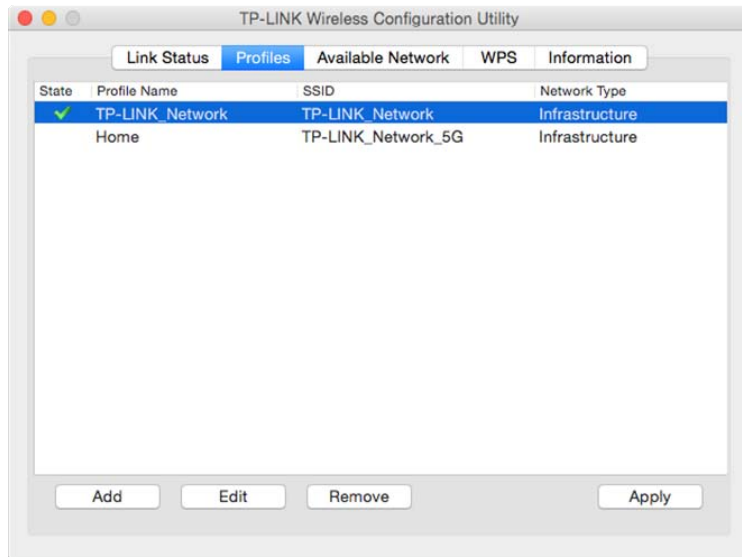 TP-LINK Wireless Configuration Utility
Link Status Profiles Available Network WPS Information
State Profile Name SSID Network Type
TP-LINK_Network TP-LINK_Network Infrastructure
Home TP-LINK_Network_5G Infrastructure
Add Edit Remove Apply